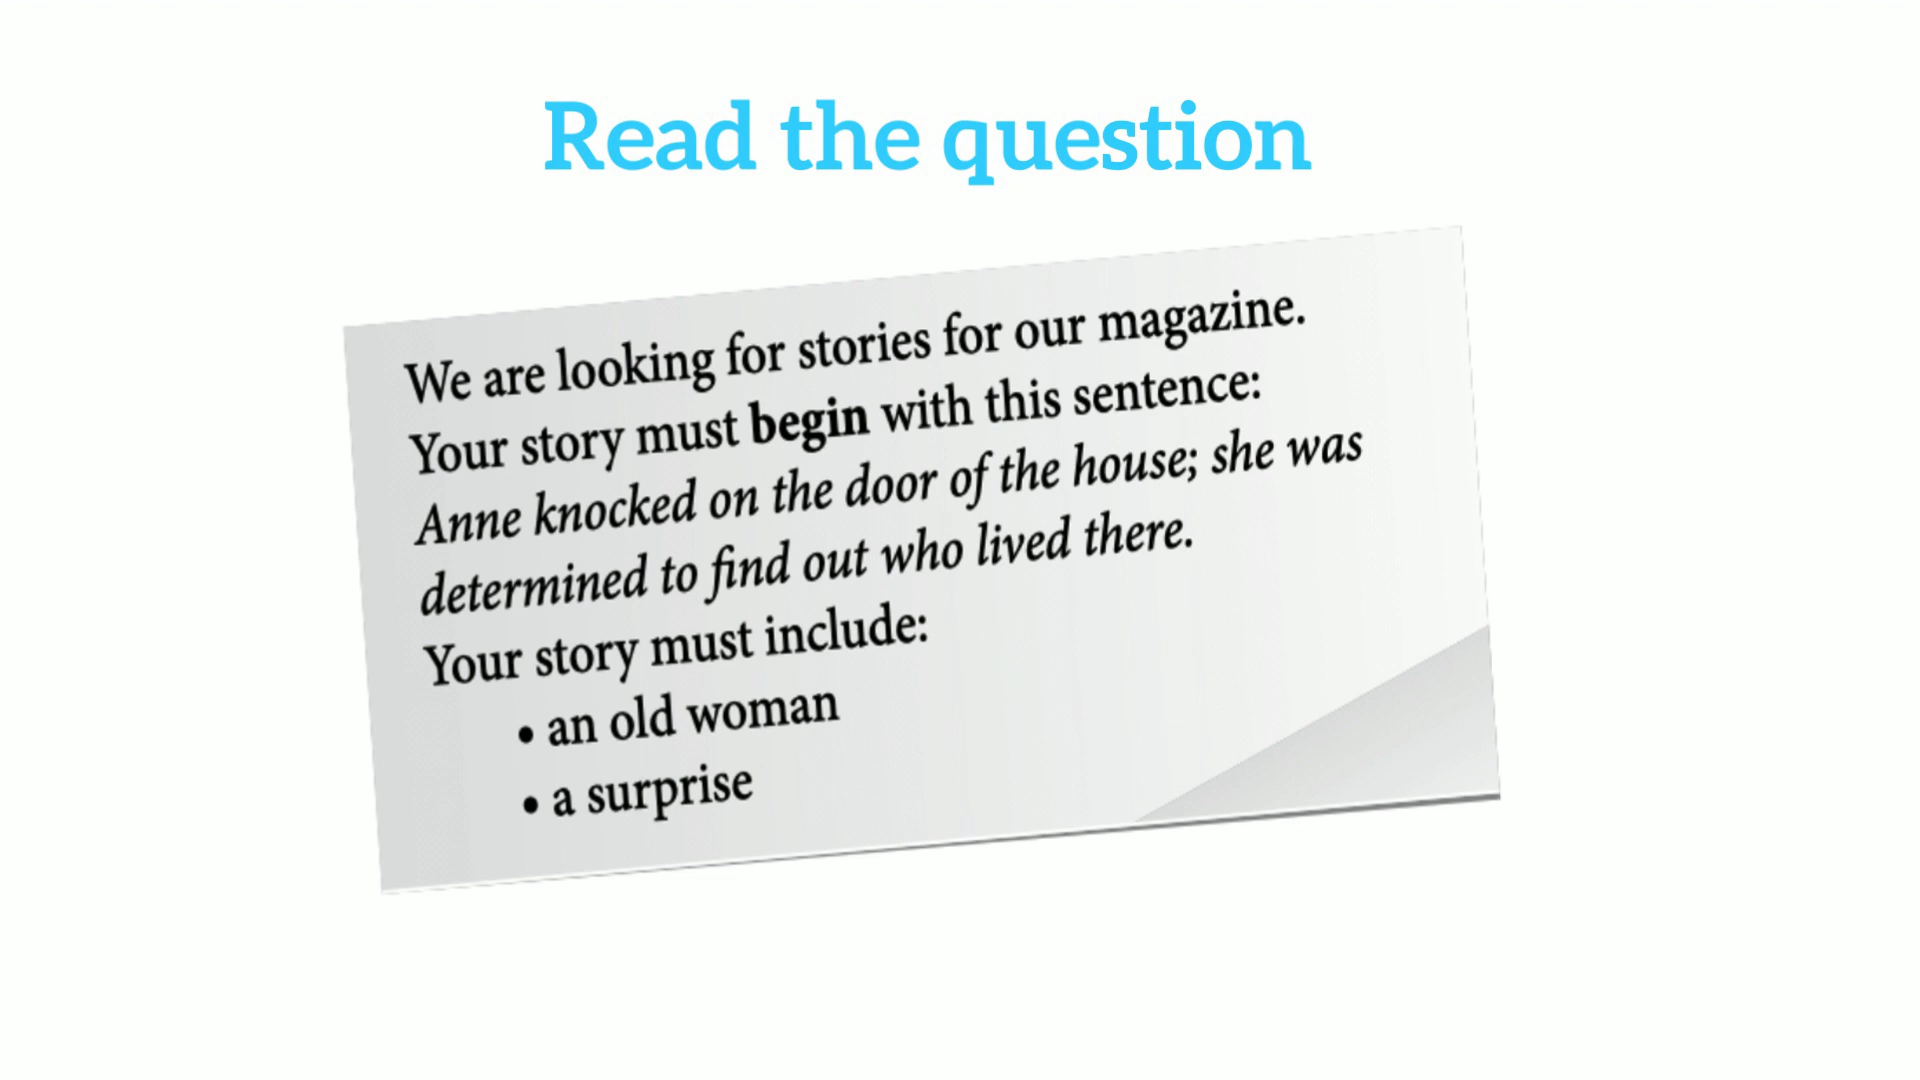 Read the question
We are looking for stories for our magazine.
Your story must begin with this sentence:
Anne knocked on the door of the house; she was
determined to find out who lived there.
Your story must include:
• an old woman
• a surprise